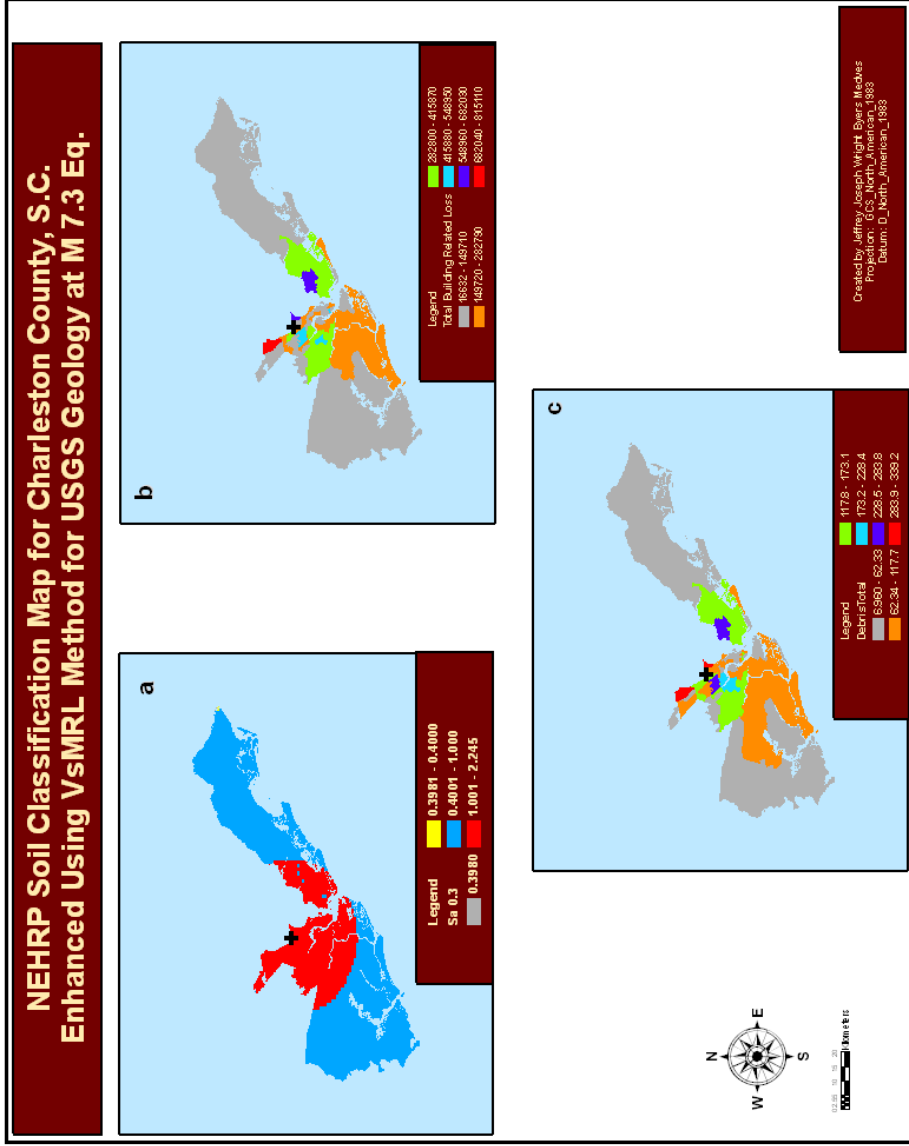 NEHRP Soil Classification Map for Charleston County, S.C.
Enhanced Using VsMRL Method for USGS Geology at M 7.3 Eq.
a
Legend
Sa 0.3
0.3980
0.3981 - 0.4000
0.4001 - 1.000
1.001 - 2.245
b
Legend
Total Building Related Loss
16632 - 149710
149720 - 282790
282800 - 415870
415880 - 548950
548960 - 682030
682040 - 815110
c
Legend
DebrisTotal
6.960 - 62.33
62.34 - 117.7
117.8 - 173.1
173.2 - 228.4
228.5 - 283.8
283.9 - 339.2
N
W
E
S
20
Kilometers
Created by Jeffrey Joseph Wright Byers Medves
Projection: GCS_North_American_1983
Datum: D_North_American_1983